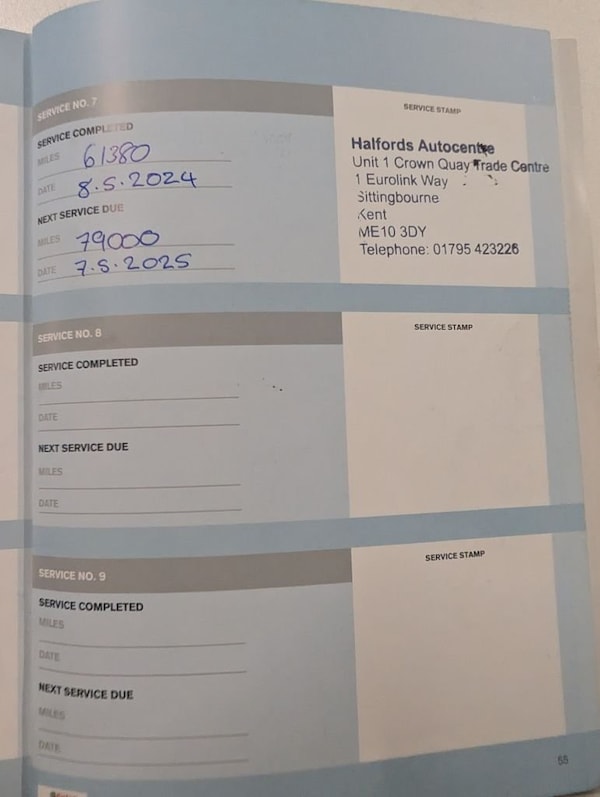 SERVICE NO. 7
SERVICE STAMP
SERVICE COMPLETED
MILES 61380
DATE 8.5.2024
NEXT SERVICE DUE
MILES 79000
DATE 7.5.2025
Halfords Autocentre
Unit 1 Crown Quay Trade Centre
1 Eurolink Way
Sittingbourne
Kent
ME10 3DY
Telephone: 01795 423226
SERVICE NO. 8
SERVICE STAMP
SERVICE COMPLETED
MILES
DATE
NEXT SERVICE DUE
MILES
DATE
SERVICE NO. 9
SERVICE STAMP
SERVICE COMPLETED
MILES
DATE
NEXT SERVICE DUE
MILES
DATE
55